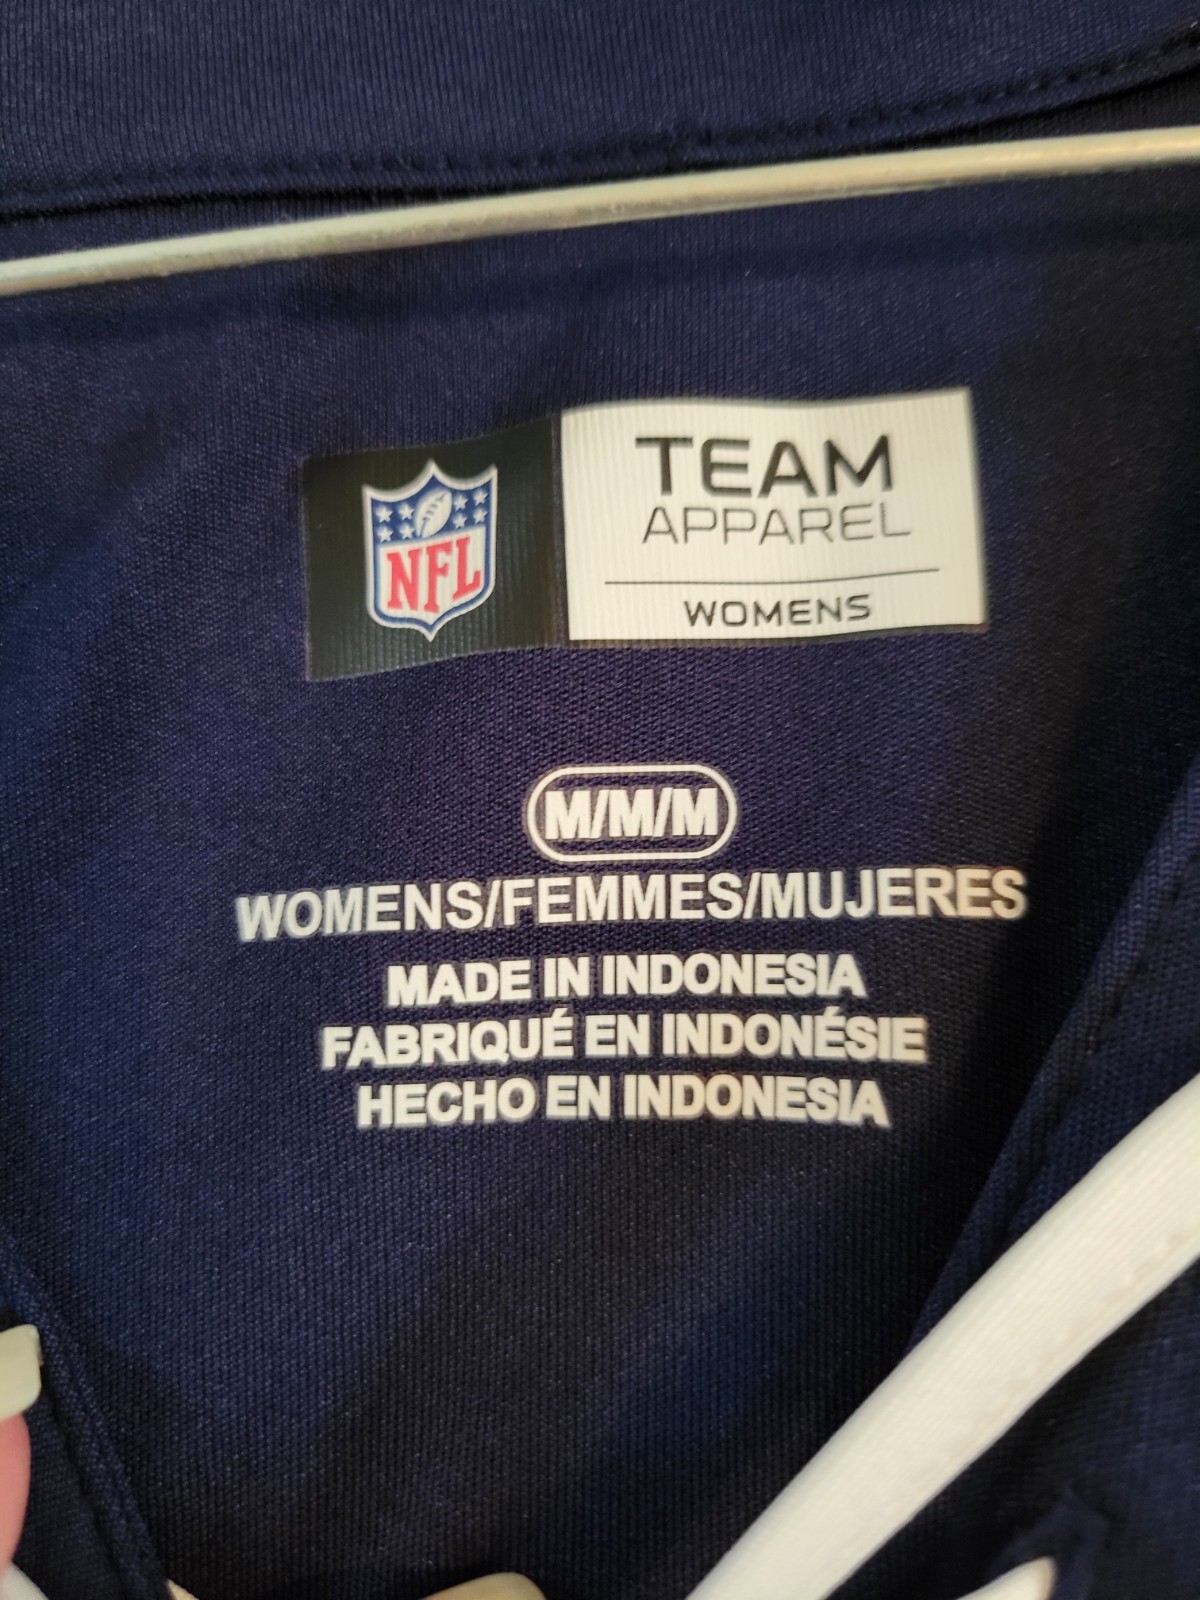 NFL
TEAM
APPAREL
WOMENS
M/M/M
WOMENS/FEMMES/MUJERES
MADE IN INDONESIA
FABRIQUÉ EN INDONÉSIE
HECHO EN INDONESIA